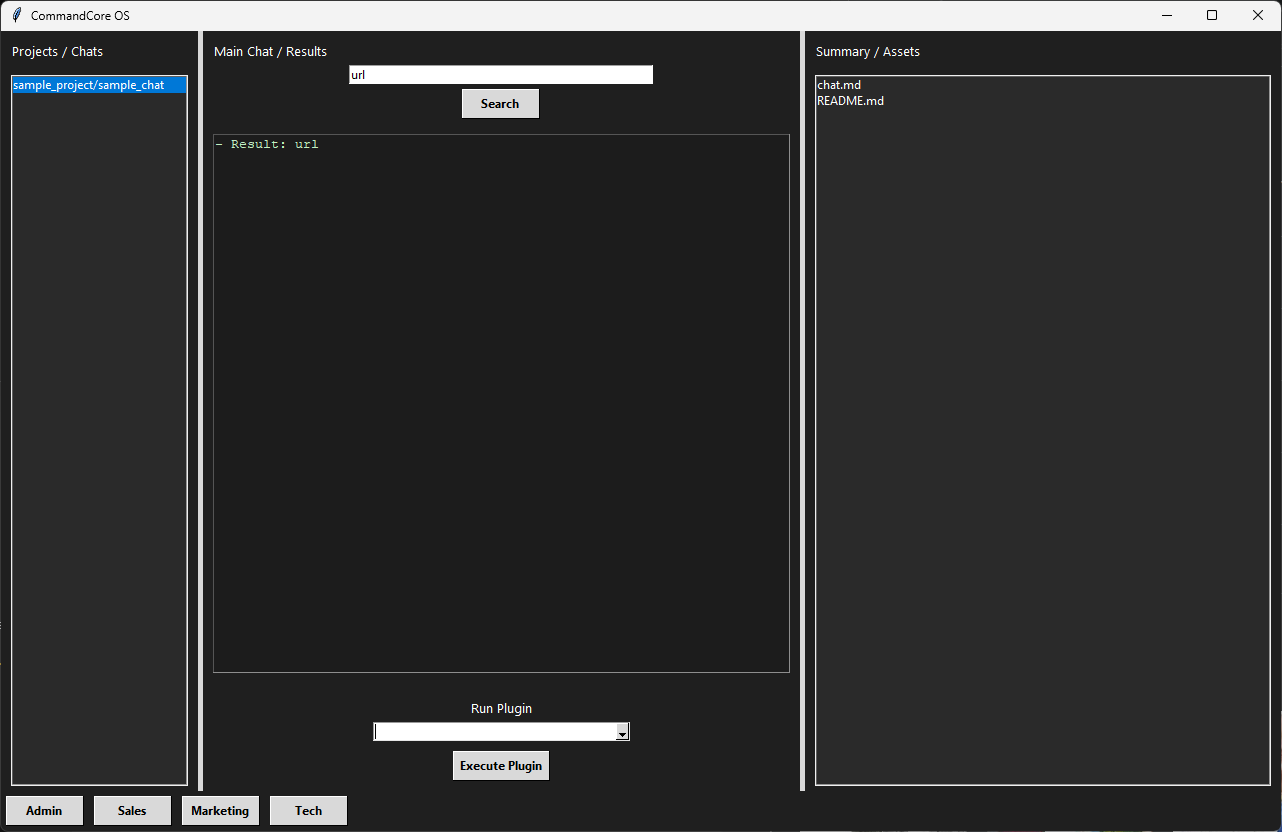 CommandCore OS
Projects / Chats
sample_project/sample_chat
Main Chat / Results
url
Search
- Result: url
Run Plugin
Execute Plugin
Summary / Assets
chat.md
README.md
Admin
Sales
Marketing
Tech